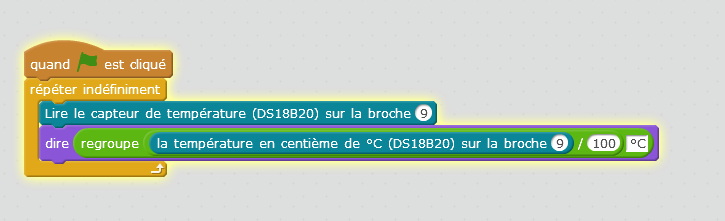 quand est cliqué
répéter indéfiniment
Lire le capteur de température (DS18B20) sur la broche 9
dire regroupe la température en centième de °C (DS18B20) sur la broche 9 / 100 °C